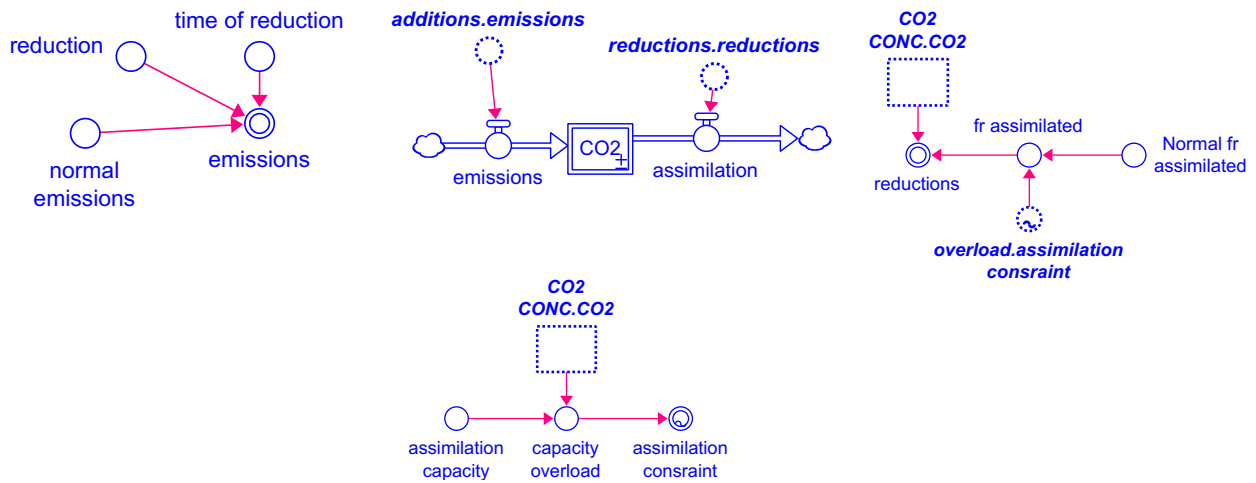 time of reduction
reduction
normal
emissions
emissions
additions.emissions
reductions.reductions
CO2
emissions
assimilation
CO2
CONC.CO2
fr assimilated
Normal fr
assimilated
reductions
overload.assimilation
consraint
CO2
CONC.CO2
assimilation
capacity
capacity
overload
assimilation
consraint